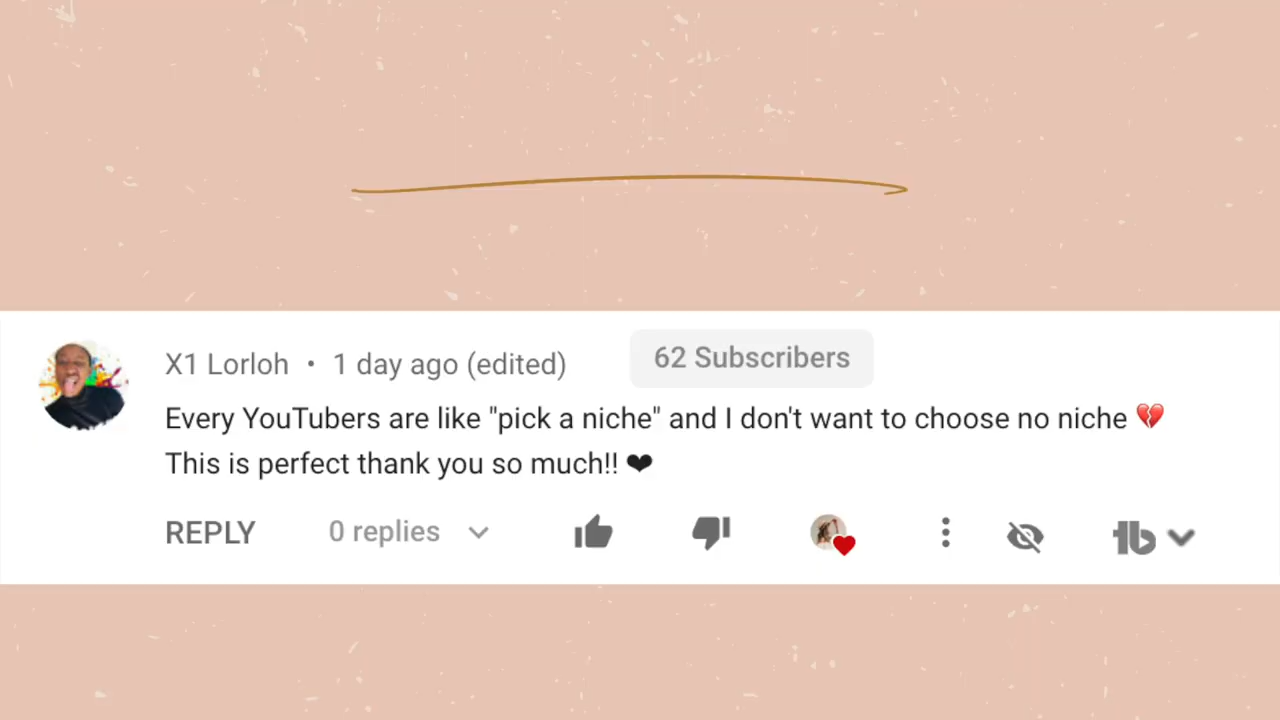 X1 Lorloh • 1 day ago (edited) 62 Subscribers
Every YouTubers are like "pick a niche" and I don't want to choose no niche 💔
This is perfect thank you so much!! ❤
REPLY 0 replies
tb